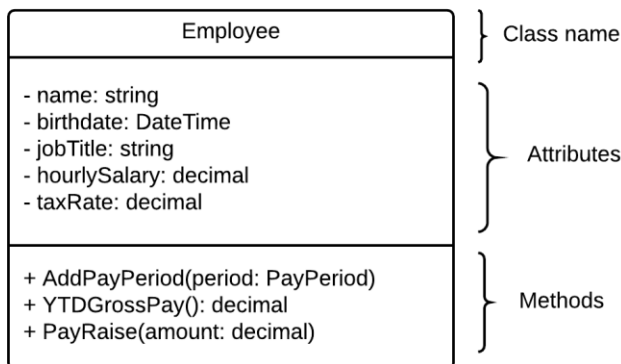 Employee
Class name
- name: string
- birthdate: DateTime
- jobTitle: string
- hourlySalary: decimal
- taxRate: decimal
Attributes
+ AddPayPeriod(period: PayPeriod)
+ YTDGrossPay(): decimal
+ PayRaise(amount: decimal)
Methods